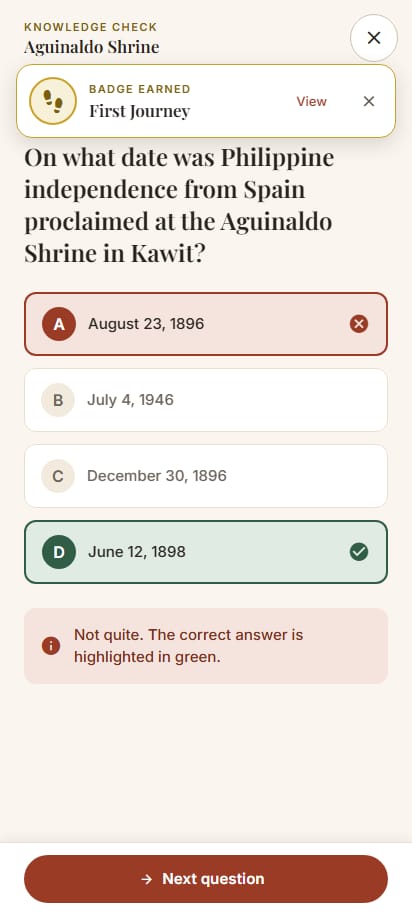 KNOWLEDGE CHECK
Aguinaldo Shrine
BADGE EARNED
First Journey
View
On what date was Philippine
independence from Spain
proclaimed at the Aguinaldo
Shrine in Kawit?
A August 23, 1896
B July 4, 1946
C December 30, 1896
D June 12, 1898
Not quite. The correct answer is
highlighted in green.
Next question